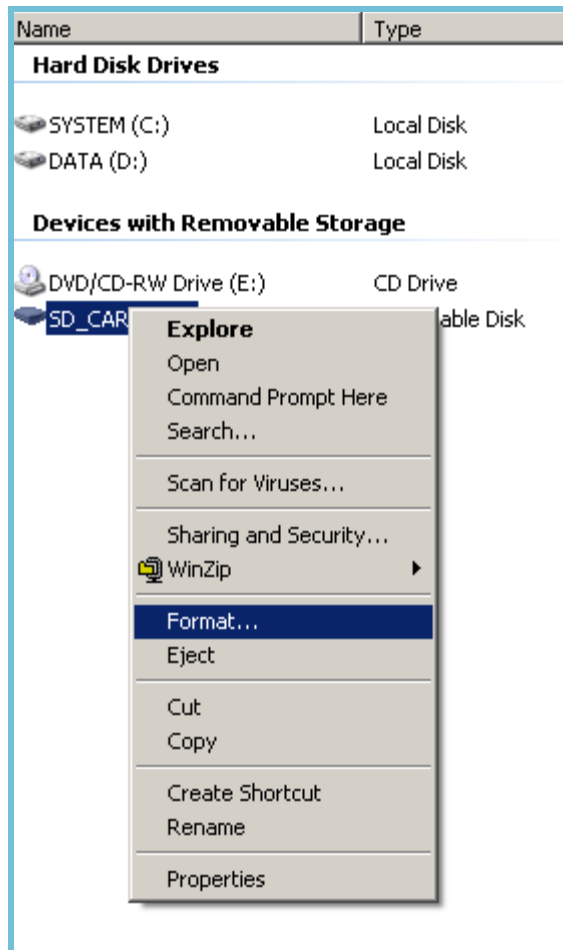 Name Type
Hard Disk Drives
SYSTEM (C:) Local Disk
DATA (D:) Local Disk
Devices with Removable Storage
DVD/CD-RW Drive (E:) CD Drive
SD_CAR able Disk
Explore
Open
Command Prompt Here
Search...
Scan for Viruses...
Sharing and Security...
WinZip
Format...
Eject
Cut
Copy
Create Shortcut
Rename
Properties